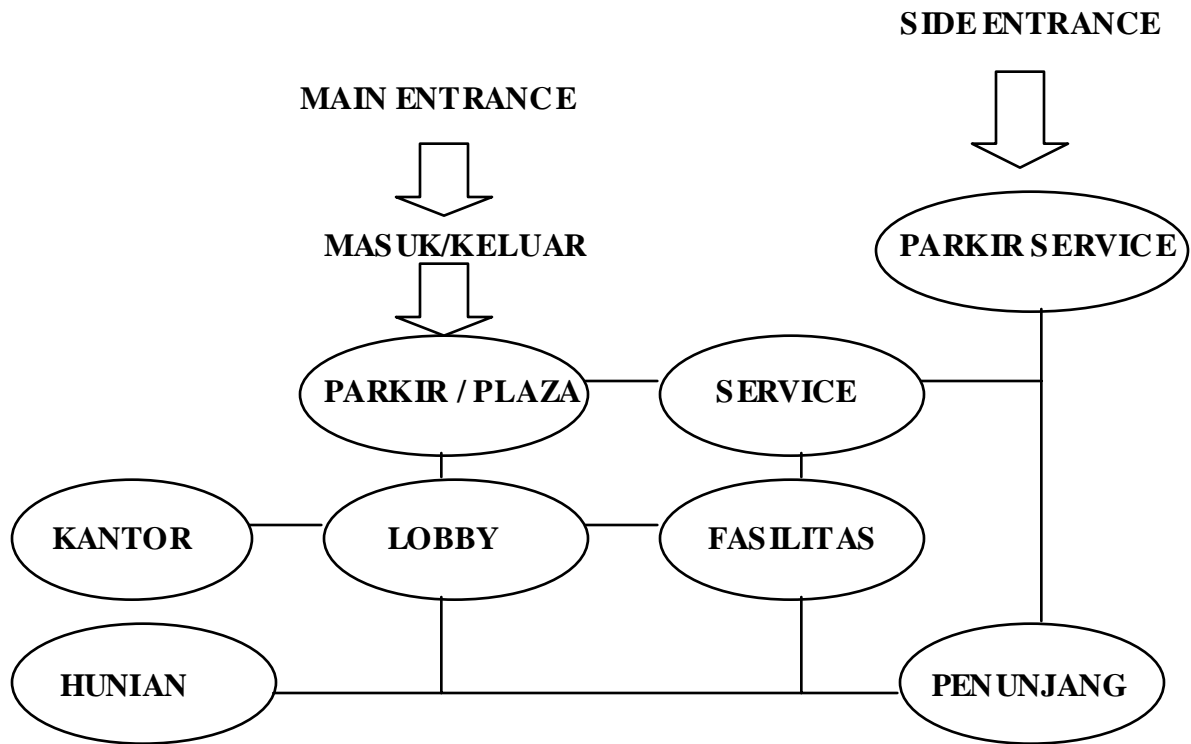 SIDE ENTRANCE
MAIN ENTRANCE
MASUK/KELUAR
PARKIR SERVICE
PARKIR / PLAZA
SERVICE
KANTOR
LOBBY
FASILITAS
HUNIAN
PENUNJANG